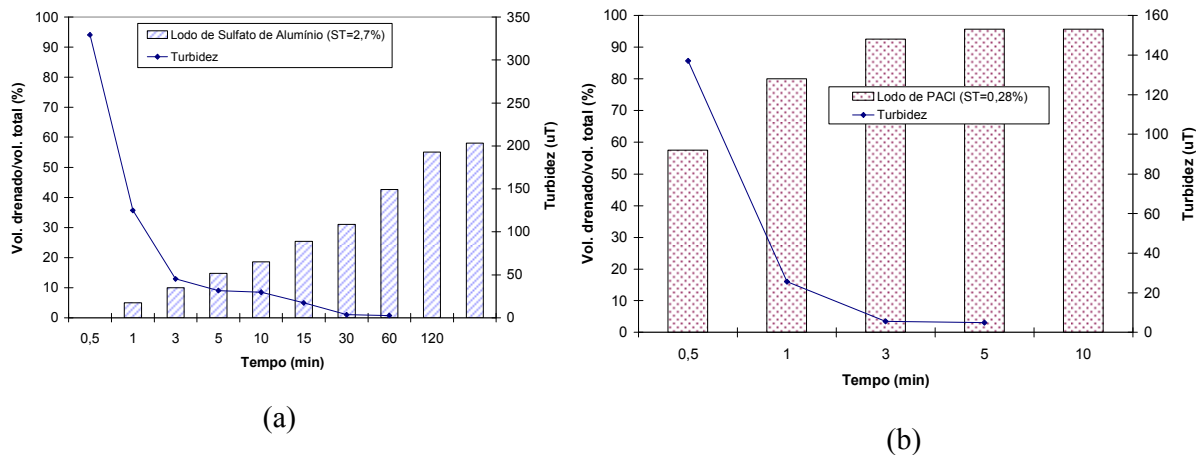 Lodo de Sulfato de Alumínio (ST=2,7%)
Turbidez
Vol. drenado/vol. total (%)
100
90
80
70
60
50
40
30
20
10
0
350
300
250
200
150
100
50
0
Turbidez (uT)
0,5 1 3 5 10 15 30 60 120
Tempo (min)
(a)
Lodo de PACl (ST=0,28%)
Turbidez
Vol. drenado/vol. total (%)
100
90
80
70
60
50
40
30
20
10
0
160
140
120
100
80
60
40
20
0
Turbidez (uT)
0,5 1 3 5 10
Tempo (min)
(b)